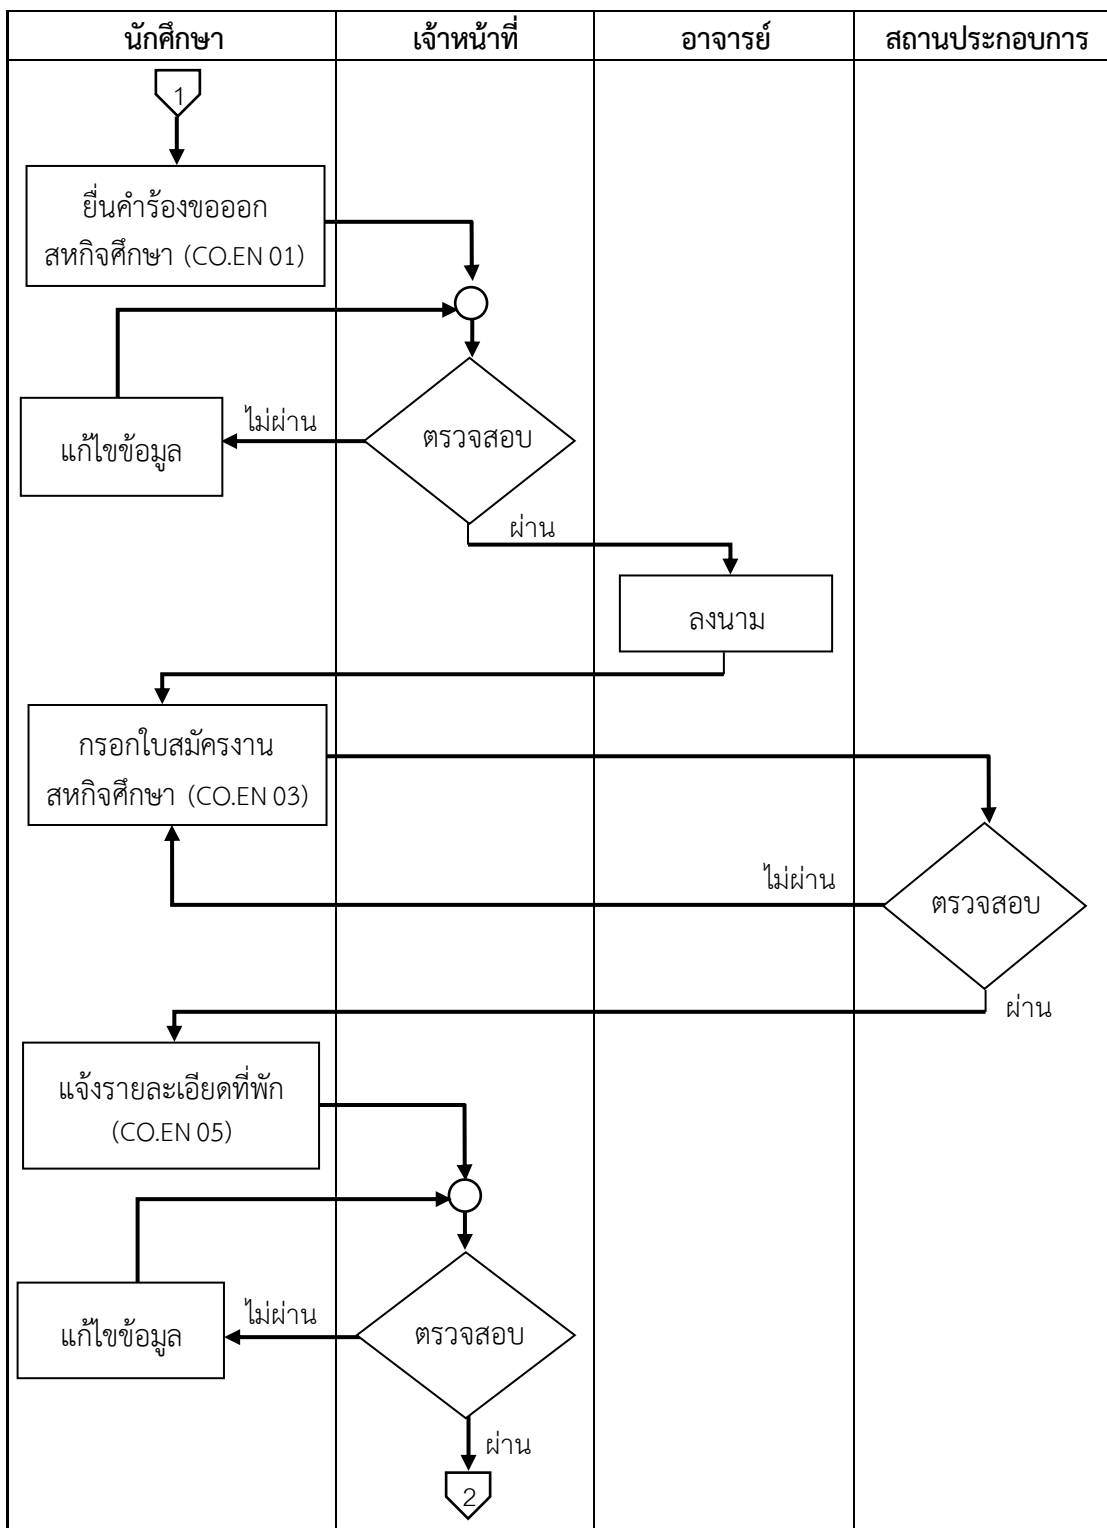 นักศึกษา
เจ้าหน้าที่
อาจารย์
สถานประกอบการ
1
ยื่นคำร้องขอออก
สหกิจศึกษา (CO.EN 01)
ไม่ผ่าน
ตรวจสอบ
แก้ไขข้อมูล
ผ่าน
ลงนาม
กรอกใบสมัครงาน
สหกิจศึกษา (CO.EN 03)
ไม่ผ่าน
ตรวจสอบ
ผ่าน
แจ้งรายละเอียดที่พัก
(CO.EN 05)
ไม่ผ่าน
ตรวจสอบ
แก้ไขข้อมูล
ผ่าน
2